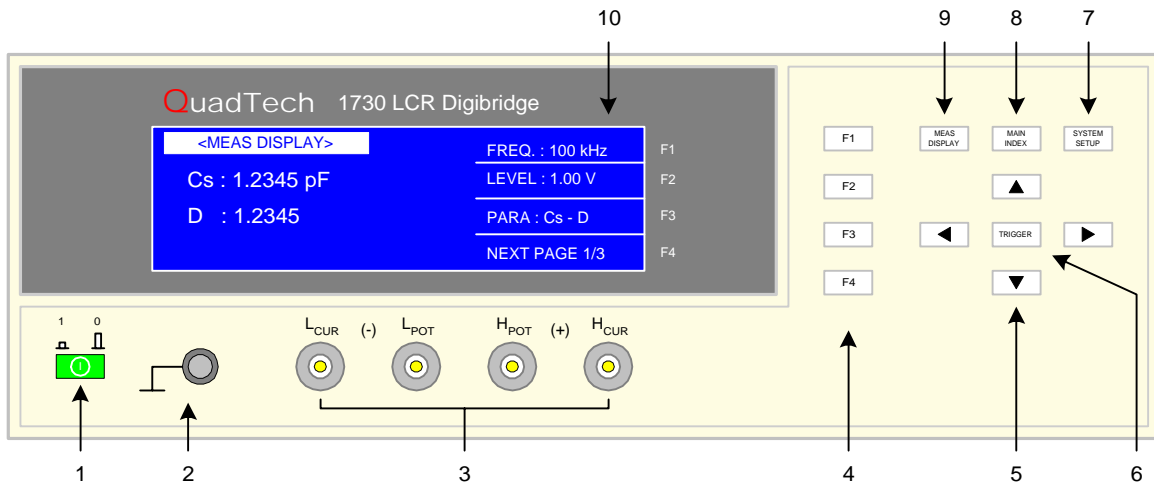 10 9 8 7
QuadTech 1730 LCR Digibridge
<MEAS DISPLAY>
Cs : 1.2345 pF
D : 1.2345
FREQ. : 100 kHz
LEVEL : 1.00 V
PARA : Cs - D
NEXT PAGE 1/3
F1
F2
F3
F4
F1
F2
F3
F4
MEAS
DISPLAY
MAIN
INDEX
SYSTEM
SETUP
TRIGGER
1 0
LCUR (-) LPOT HPOT (+) HCUR
1 2 3 4 5 6